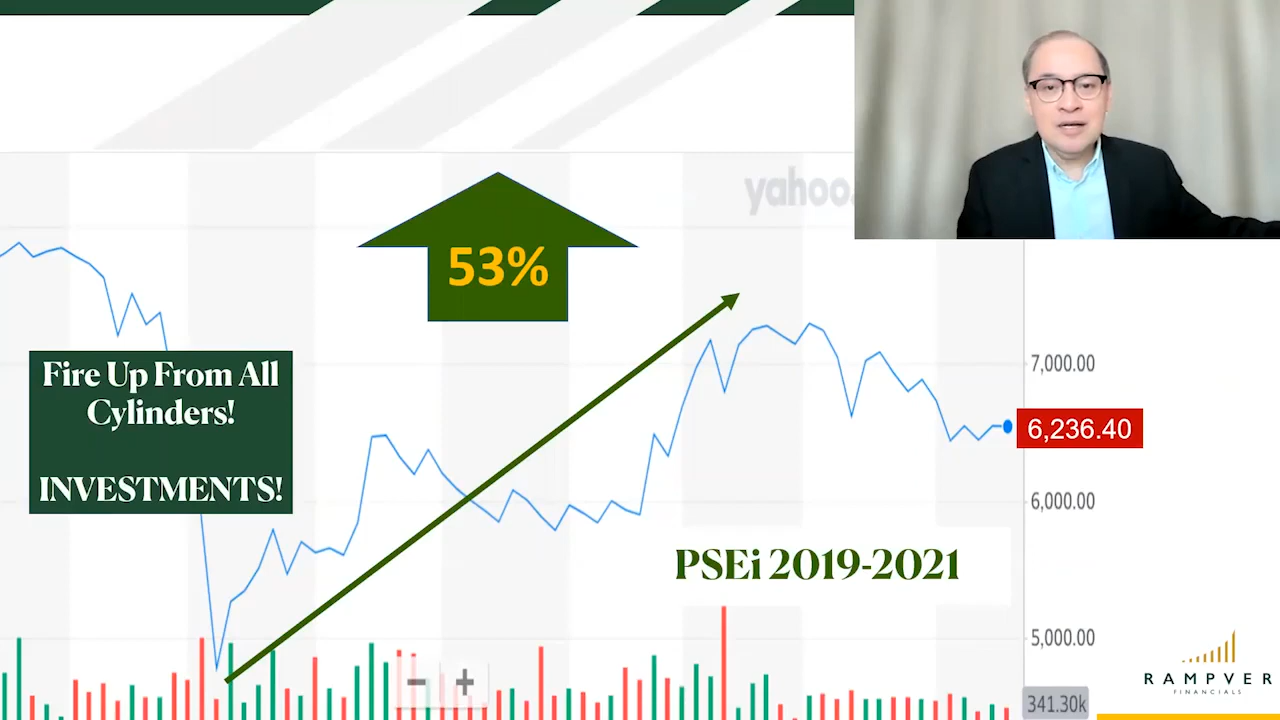 yahoo
53%
Fire Up From All
Cylinders!
INVESTMENTS!
7,000.00
6,236.40
6,000.00
PSEi 2019-2021
5,000.00
341.30k
RAMPVER
FINANCIALS